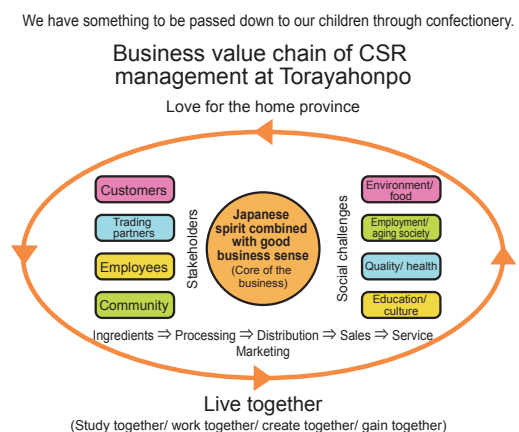 We have something to be passed down to our children through confectionery.
Business value chain of CSR
management at Torayahonpo
Love for the home province
Customers
Trading
partners
Employees
Community
Stakeholders
Japanese
spirit combined
with good
business sense
(Core of the
business)
Social challenges
Environment/
food
Employment/
aging society
Quality/ health
Education/
culture
Ingredients ⇒ Processing ⇒ Distribution ⇒ Sales ⇒ Service
Marketing
Live together
(Study together/ work together/ create together/ gain together)